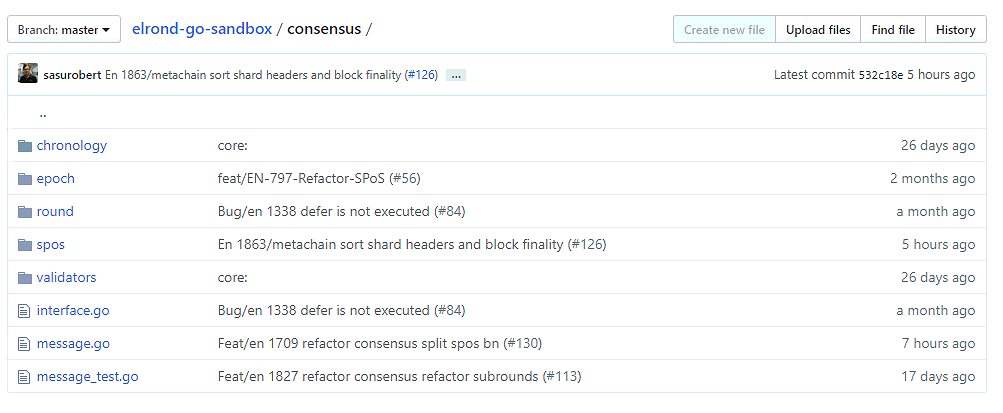 Branch: master elrond-go-sandbox / consensus / Create new file Upload files Find file History
sasurobert En 1863/metachain sort shard headers and block finality (#126) ... Latest commit 532c18e 5 hours ago
..
chronology core: 26 days ago
epoch feat/EN-797-Refactor-SPoS (#56) 2 months ago
round Bug/en 1338 defer is not executed (#84) a month ago
spos En 1863/metachain sort shard headers and block finality (#126) 5 hours ago
validators core: 26 days ago
interface.go Bug/en 1338 defer is not executed (#84) a month ago
message.go Feat/en 1709 refactor consensus split spos bn (#130) 7 hours ago
message_test.go Feat/en 1827 refactor consensus refactor subrounds (#113) 17 days ago